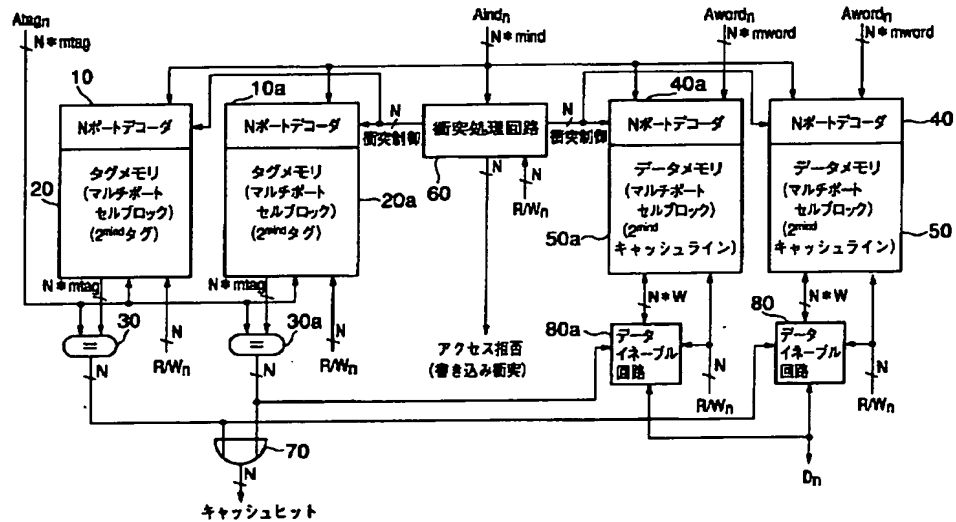 Atagn
N*mtag
Aindn
N*mind
Awordn
N*mword
Awordn
N*mword
10
Nポートデコーダ
タグメモリ
(マルチポート
セルブロック)
(2mindタグ)
20
N*mtag
30
=
N
N
R/Wn
10a
Nポートデコーダ
タグメモリ
(マルチポート
セルブロック)
(2mindタグ)
20a
N*mtag
30a
=
N
N
R/Wn
N
衝突制御
衝突処理回路
60
N
衝突制御
N
N
R/Wn
アクセス拒否
(書き込み衝突)
40a
Nポートデコーダ
データメモリ
(マルチポート
セルブロック)
(2mind
キャッシュライン)
50a
N*W
80a
データ
イネーブル
回路
N
R/Wn
Nポートデコーダ
40
データメモリ
(マルチポート
セルブロック)
(2mind
キャッシュライン)
50
N*W
80
データ
イネーブル
回路
N
R/Wn
Dn
70
N
キャッシュヒット